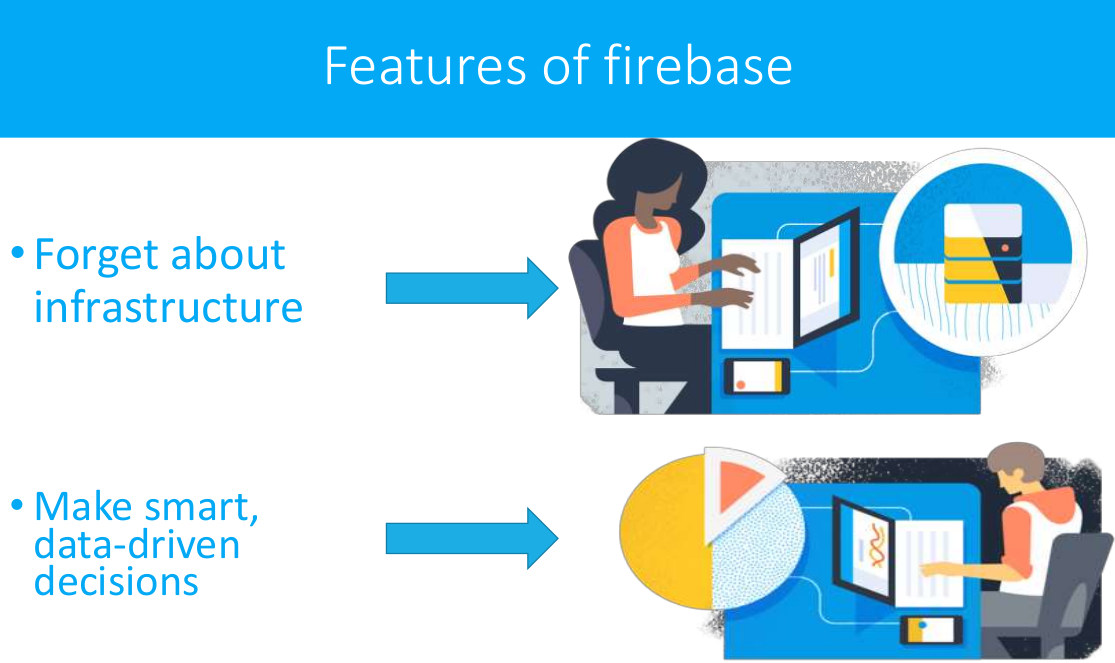 Features of firebase
• Forget about
infrastructure
• Make smart,
data-driven
decisions